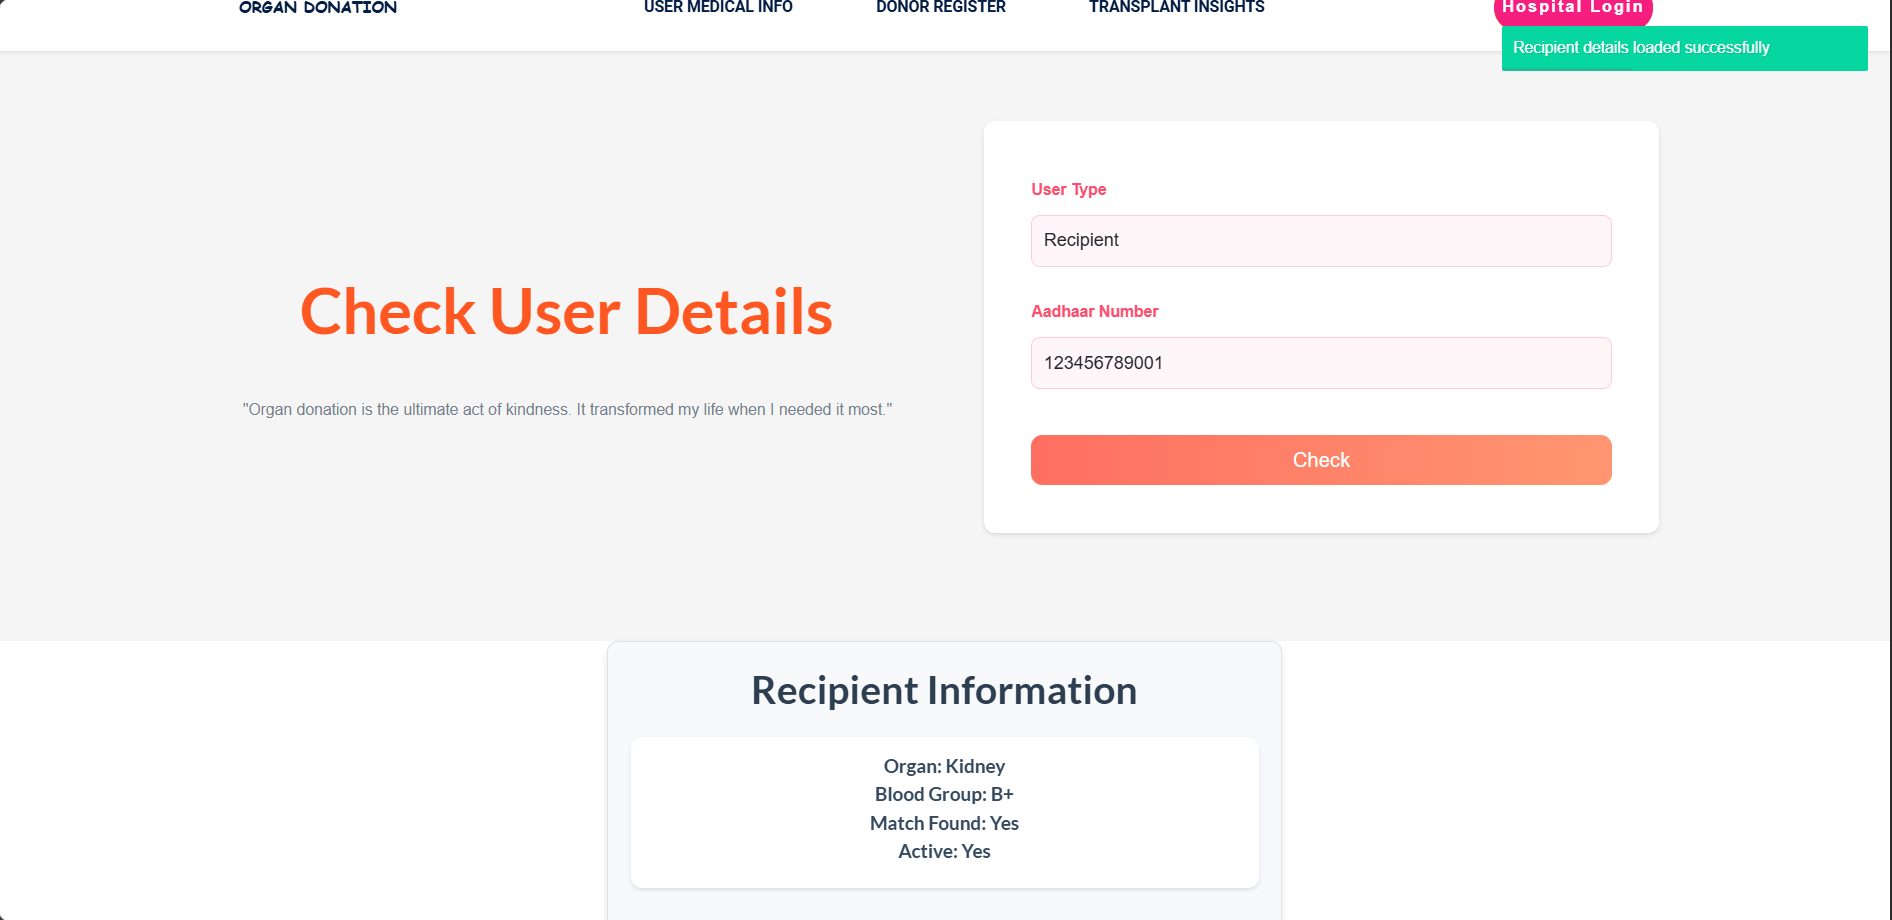 ORGAN DONATION
USER MEDICAL INFO
DONOR REGISTER
TRANSPLANT INSIGHTS
Hospital Login
Recipient details loaded successfully
User Type
Recipient
Aadhaar Number
123456789001
Check
Check User Details
"Organ donation is the ultimate act of kindness. It transformed my life when I needed it most."
Recipient Information
Organ: Kidney
Blood Group: B+
Match Found: Yes
Active: Yes